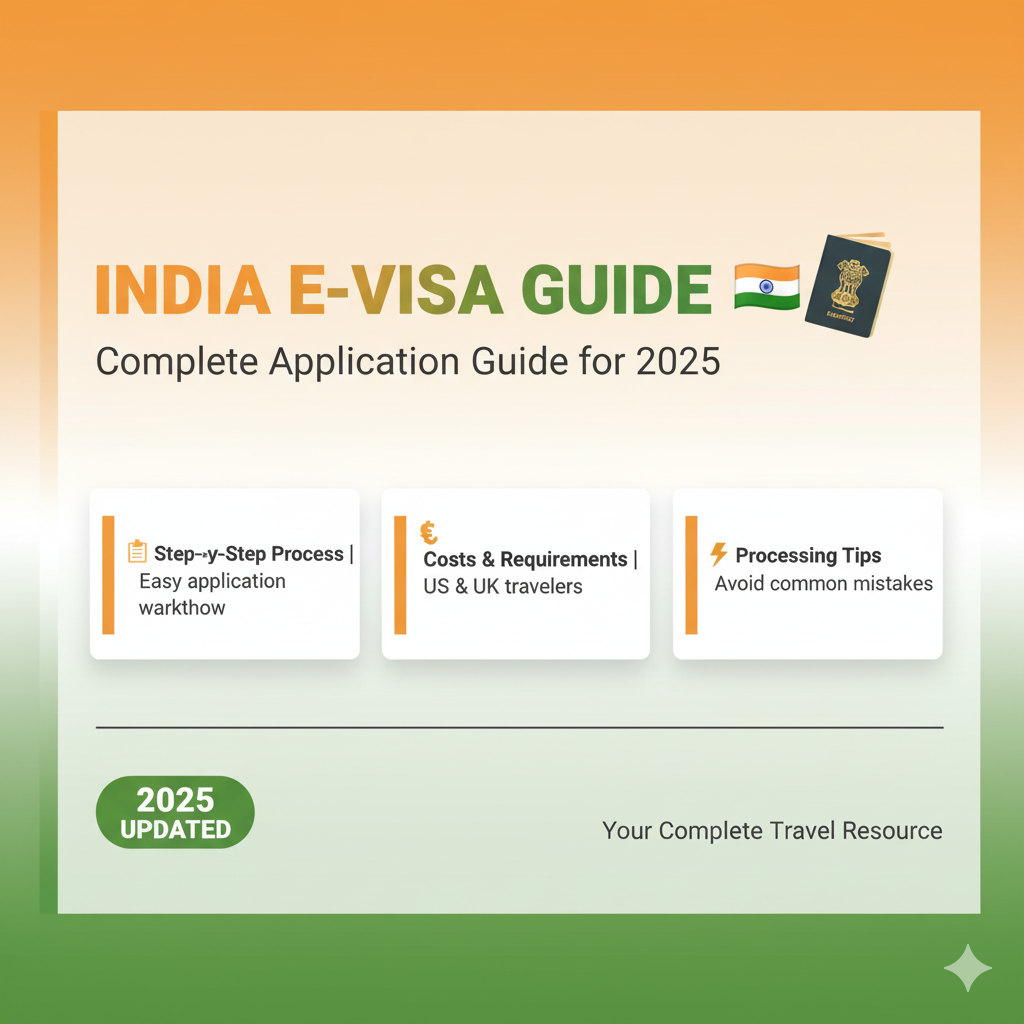 INDIA E-VISA GUIDE
Complete Application Guide for 2025
Step-y-Step Process |
Easy application
warkthow
€
Costs & Requirements |
US & UK travelers
Processing Tips
Avoid common mistakes
2025
UPDATED
Your Complete Travel Resource